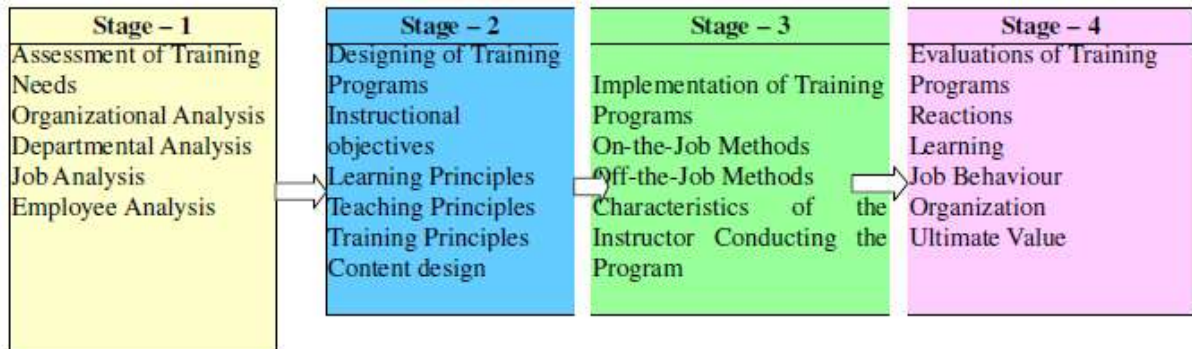 Stage – 1
Assessment of Training
Needs
Organizational Analysis
Departmental Analysis
Job Analysis
Employee Analysis
Stage – 2
Designing of Training
Programs
Instructional
objectives
Learning Principles
Teaching Principles
Training Principles
Content design
Stage – 3
Implementation of Training
Programs
On-the-Job Methods
Off-the-Job Methods
Characteristics of the
Instructor Conducting the
Program
Stage – 4
Evaluations of Training
Programs
Reactions
Learning
Job Behaviour
Organization
Ultimate Value